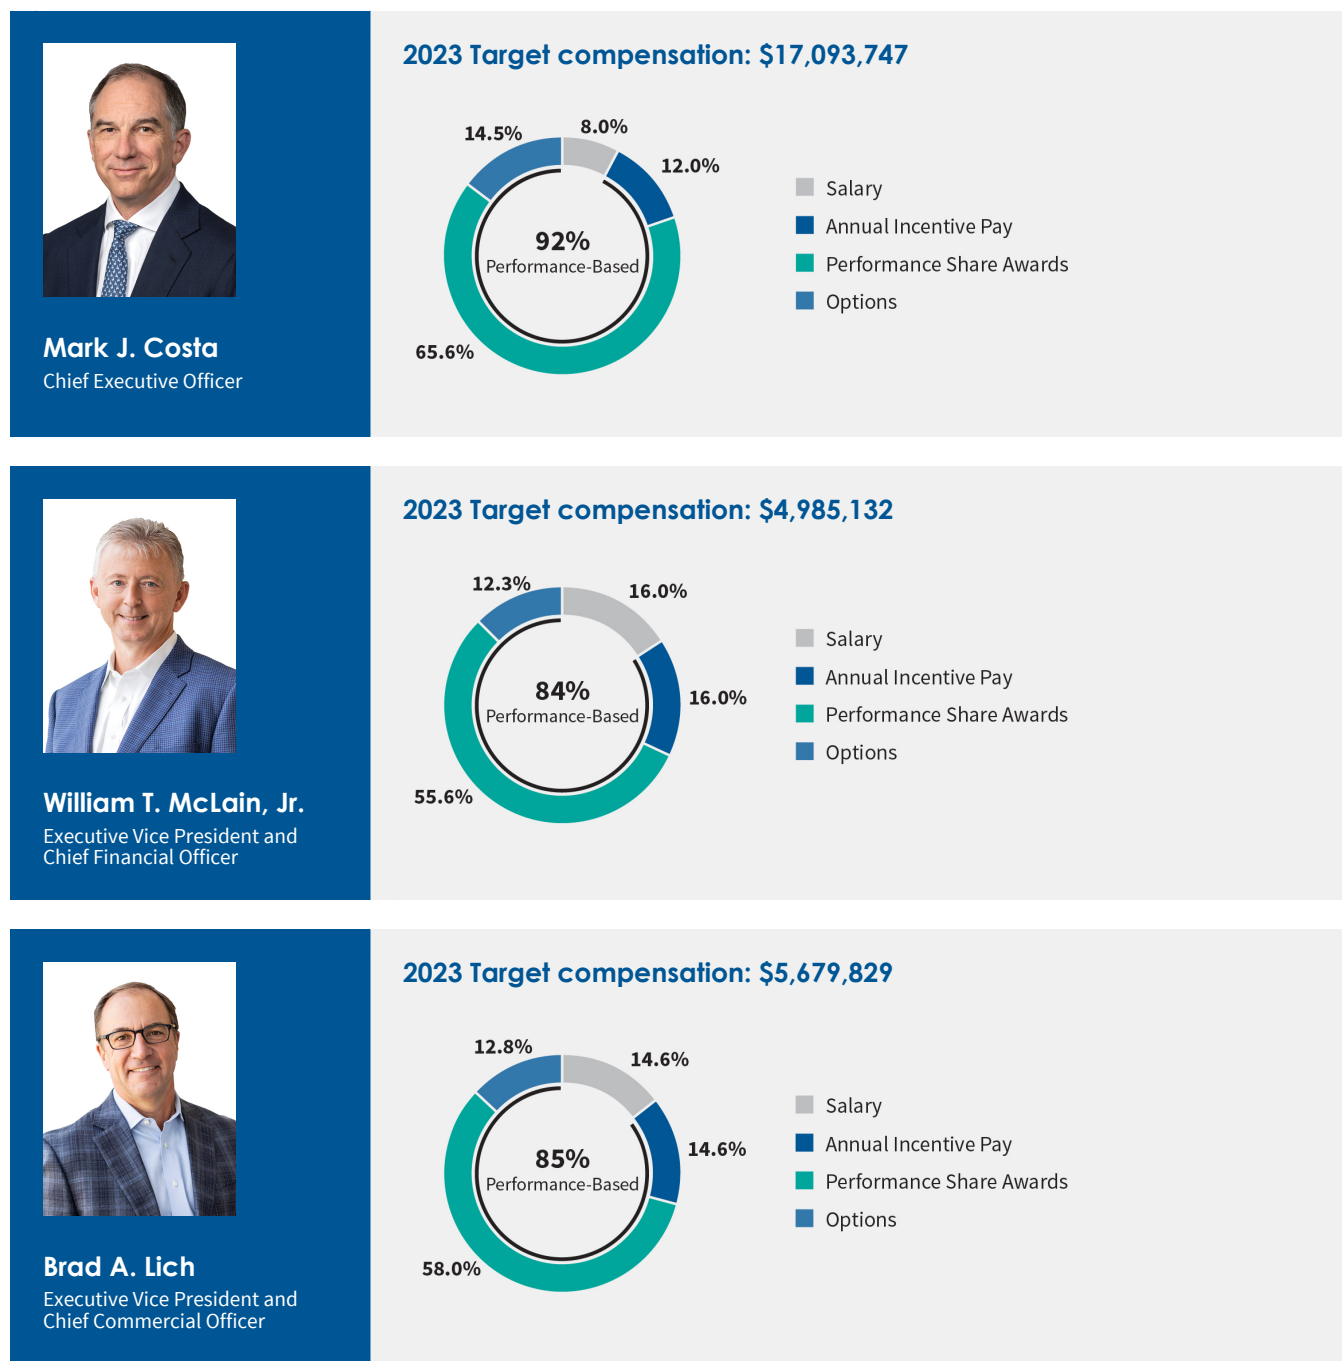 2023 Target compensation: $17,093,747
14.5%
8.0%
12.0%
65.6%
92%
Performance-Based
Salary
Annual Incentive Pay
Performance Share Awards
Options
Mark J. Costa
Chief Executive Officer
2023 Target compensation: $4,985,132
12.3%
16.0%
16.0%
55.6%
84%
Performance-Based
Salary
Annual Incentive Pay
Performance Share Awards
Options
William T. McLain, Jr.
Executive Vice President and
Chief Financial Officer
2023 Target compensation: $5,679,829
12.8%
14.6%
14.6%
58.0%
85%
Performance-Based
Salary
Annual Incentive Pay
Performance Share Awards
Options
Brad A. Lich
Executive Vice President and
Chief Commercial Officer